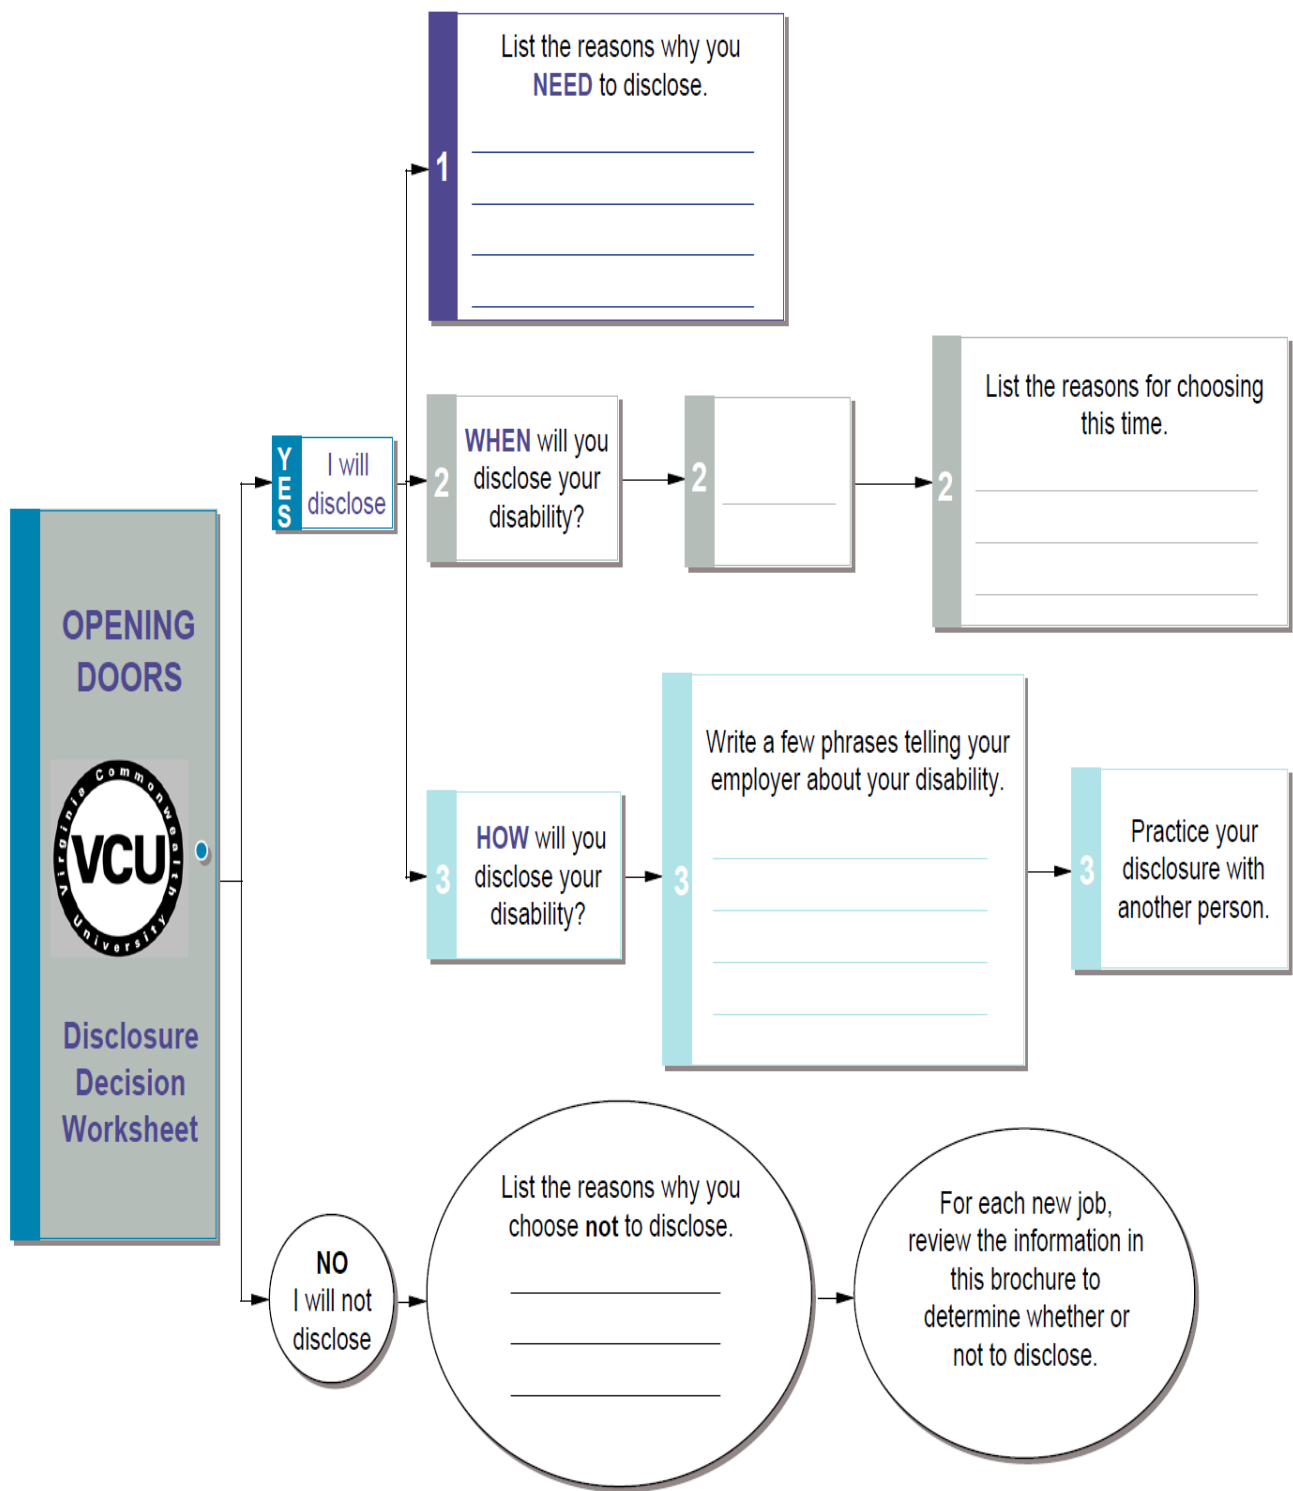 OPENING
DOORS
Virginia Commonwealth University
VCU
Disclosure
Decision
Worksheet
YES
I will
disclose
1
List the reasons why you
NEED to disclose.
2
WHEN will you
disclose your
disability?
2
2
List the reasons for choosing
this time.
3
HOW will you
disclose your
disability?
3
Write a few phrases telling your
employer about your disability.
3
Practice your
disclosure with
another person.
NO
I will not
disclose
List the reasons why you
choose not to disclose.
For each new job,
review the information in
this brochure to
determine whether or
not to disclose.